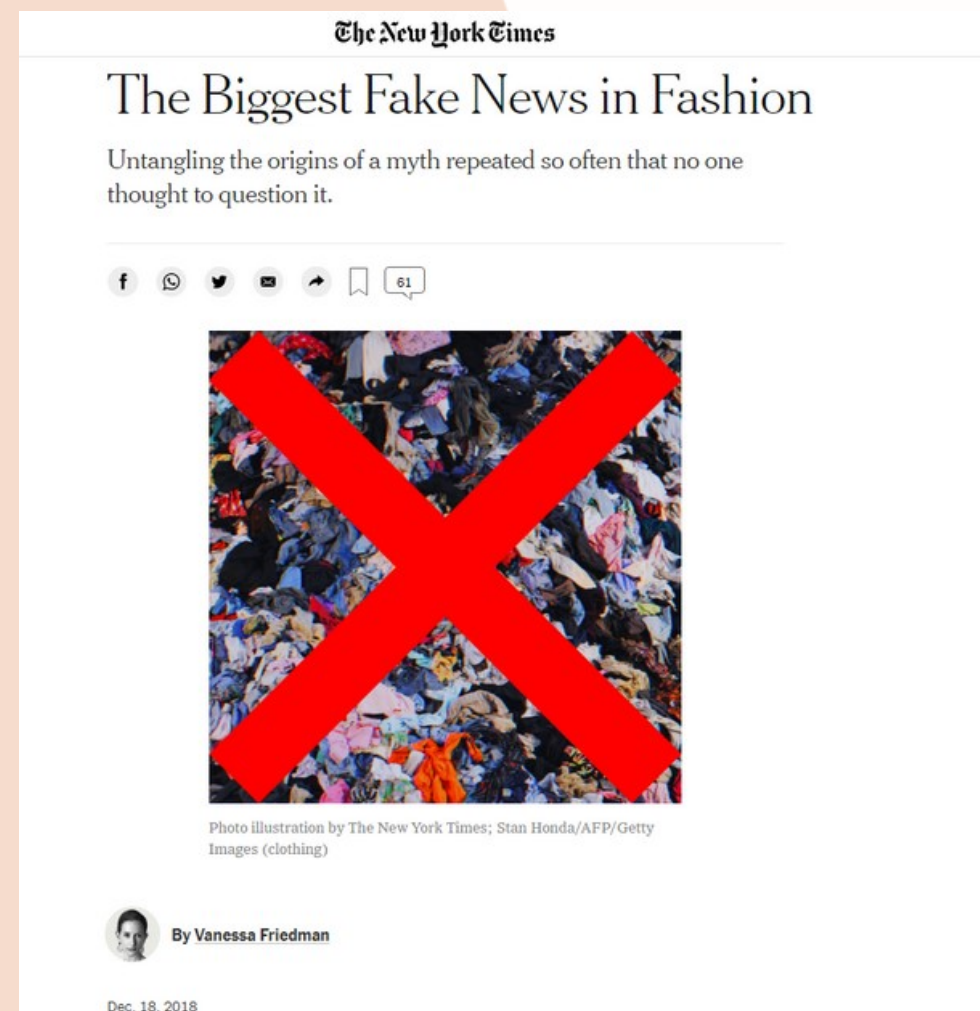 The New York Times
The Biggest Fake News in Fashion
Untangling the origins of a myth repeated so often that no one
thought to question it.
61
Photo illustration by The New York Times; Stan Honda/AFP/Getty
Images (clothing)
By Vanessa Friedman
Dec. 18, 2018